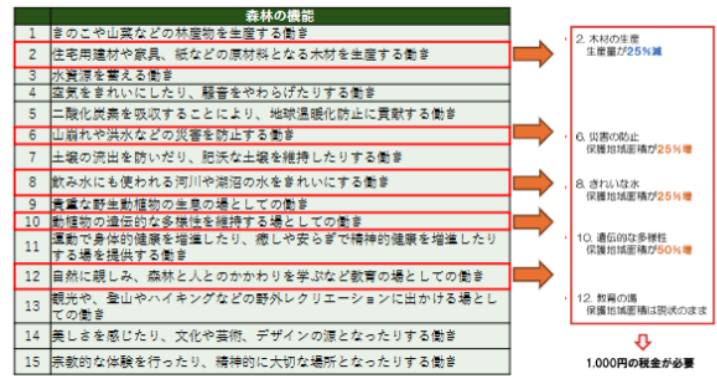 森林の機能
1 きのこや山菜などの林産物を生産する働き
2 住宅用建材や家具、紙などの原材料となる木材を生産する働き
3 水資源を蓄える働き
4 空気をきれいにしたり、騒音をやわらげたりする働き
5 二酸化炭素を吸収することにより、地球温暖化防止に貢献する働き
6 山崩れや洪水などの災害を防止する働き
7 土壌の流出を防いだり、肥沃な土壌を維持したりする働き
8 飲み水にも使われる河川や湖沼の水をきれいにする働き
9 貴重な野生動植物の生息の場としての働き
10 動植物の遺伝的な多様性を維持する場としての働き
11 運動で身体的健康を増進したり、癒しや安らぎで精神的健康を増進したり
する場を提供する働き
12 自然に親しみ、森林と人とのかかわりを学ぶなど教育の場としての働き
13 観光や、登山やハイキングなどの野外レクリエーションに出かける場とし
ての働き
14 美しさを感じたり、文化や芸術、デザインの源となったりする働き
15 宗教的な体験を行ったり、精神的に大切な場所となったりする働き
2. 木材の生産
生産量が25%減
6. 災害の防止
保護地域面積が25%増
8. きれいな水
保護地域面積が25%増
10. 遺伝的な多様性
保護地域面積が50%増
12. 教育の場
保護地域面積は現状のまま
1,000円の税金が必要